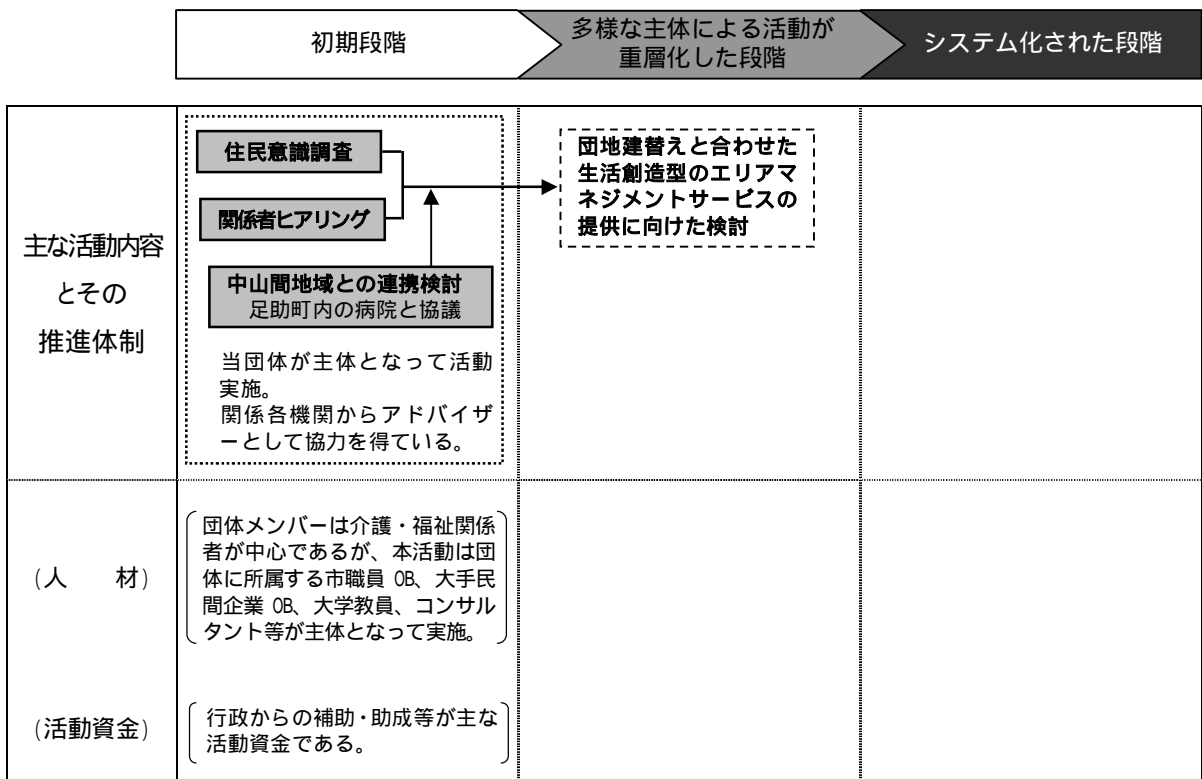 初期段階
多様な主体による活動が
重層化した段階
システム化された段階
主な活動内容
とその
推進体制
住民意識調査
関係者ヒアリング
中山間地域との連携検討
足助町内の病院と協議
当団体が主体となって活動
実施。
関係各機関からアドバイザ
ーとして協力を得ている。
団地建替えと合わせた
生活創造型のエリアマ
ネジメントサービスの
提供に向けた検討
(人　材)
団体メンバーは介護・福祉関係
者が中心であるが、本活動は団
体に所属する市職員 OB、大手民
間企業 OB、大学教員、コンサル
タント等が主体となって実施。
(活動資金)
行政からの補助・助成等が主な
活動資金である。